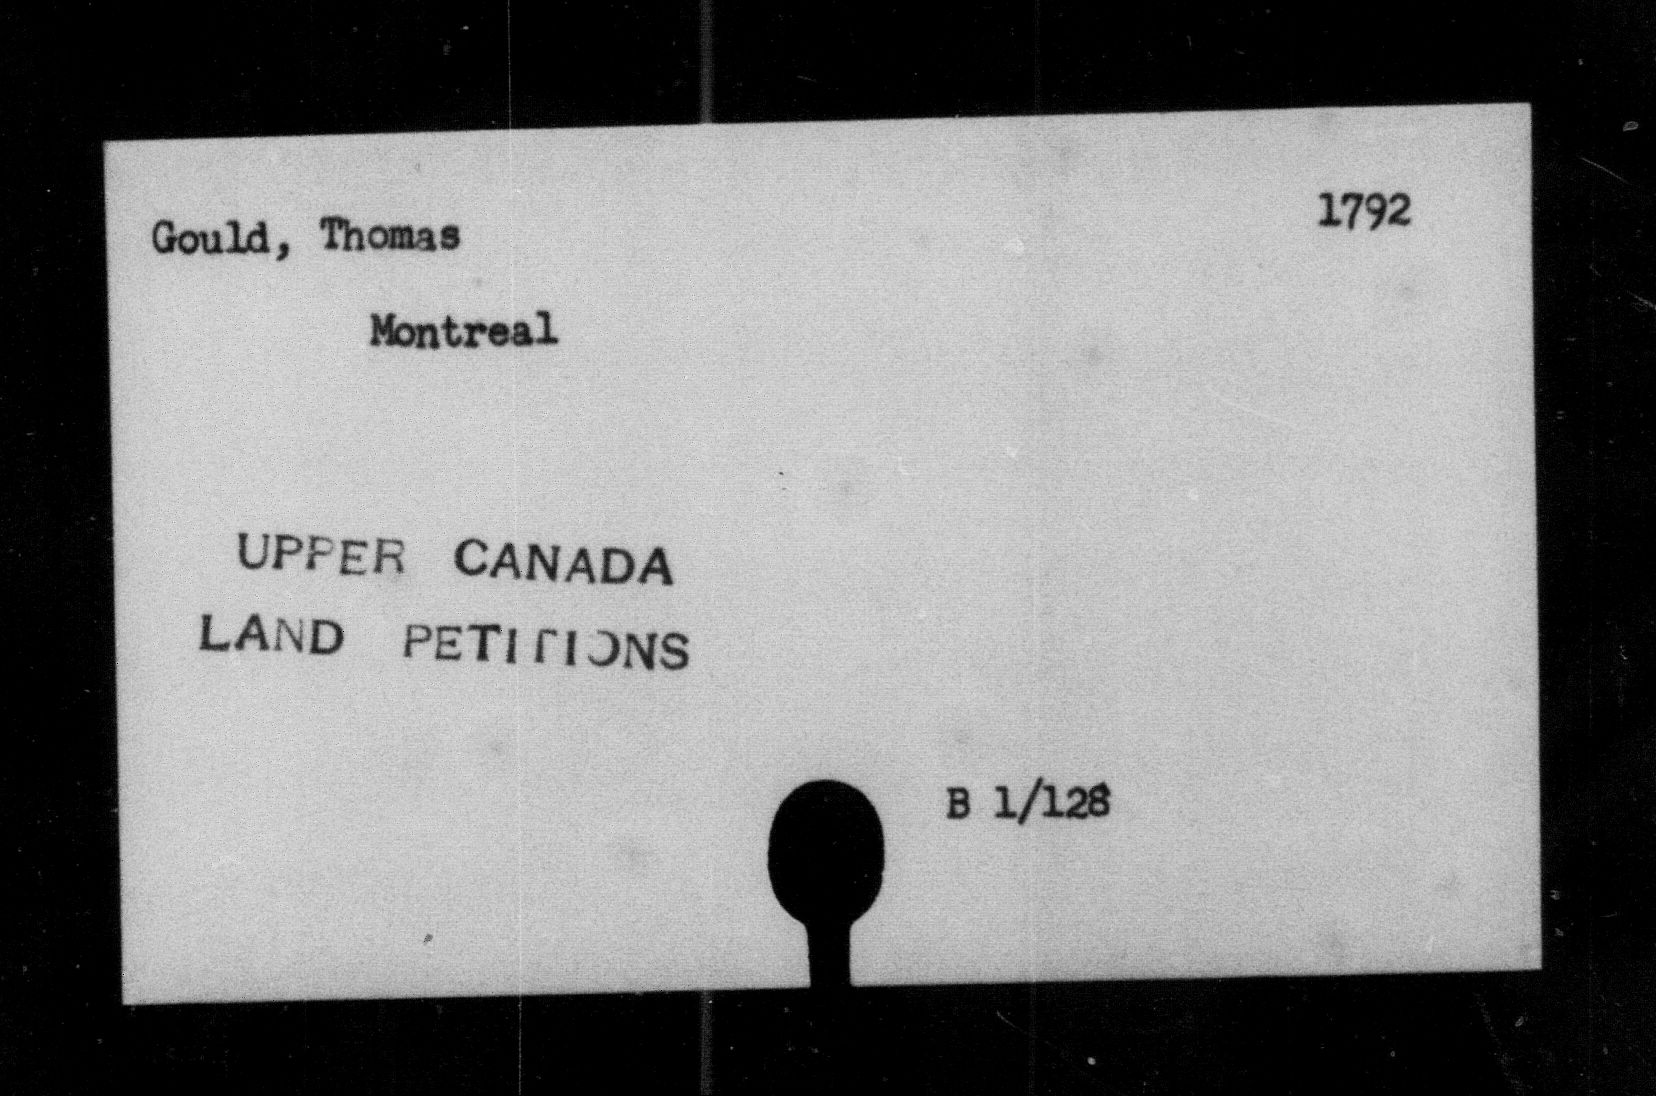 Gould, Thomas 1792
Montreal
UPPER CANADA
LAND PETITIONS
B 1/128